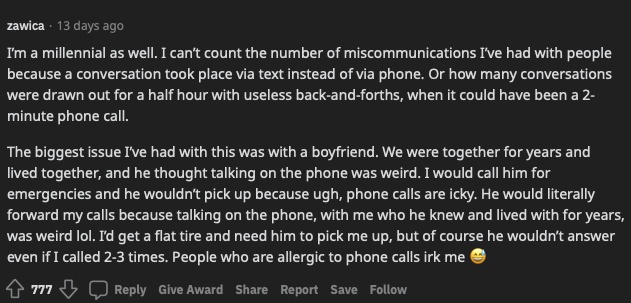 zawica · 13 days ago
I'm a millennial as well. I can't count the number of miscommunications I've had with people
because a conversation took place via text instead of via phone. Or how many conversations
were drawn out for a half hour with useless back-and-forths, when it could have been a 2-
minute phone call.
The biggest issue I've had with this was with a boyfriend. We were together for years and
lived together, and he thought talking on the phone was weird. I would call him for
emergencies and he wouldn't pick up because ugh, phone calls are icky. He would literally
forward my calls because talking on the phone, with me who he knew and lived with for years,
was weird lol. I'd get a flat tire and need him to pick me up, but of course he wouldn't answer
even if I called 2-3 times. People who are allergic to phone calls irk me 😅
777 Reply Give Award Share Report Save Follow